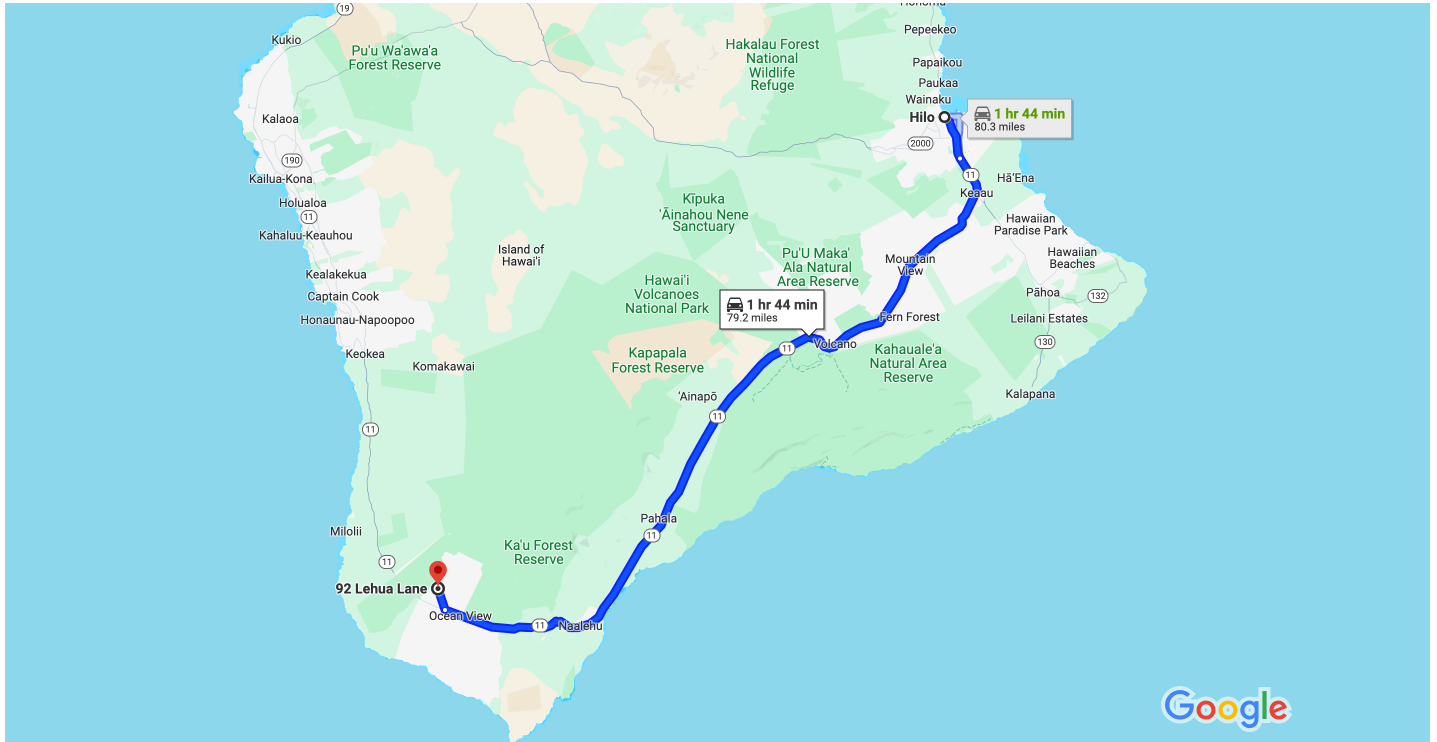 Honomu
19
Pepeekeo
Kukio
Pu'u Wa'awa'a
Forest Reserve
Hakalau Forest
National
Wildlife
Refuge
Papaikou
Paukaa
Wainaku
Hilo
1 hr 44 min
80.3 miles
Kalaoa
2000
190
11
Kailua-Kona
Hā'Ena
Keaau
Holualoa
11
Kīpuka
'Āinahou Nene
Sanctuary
Hawaiian
Paradise Park
Kahaluu-Keauhou
Island of
Hawai'i
Pu'U Maka'
Ala Natural
Area Reserve
Mountain
View
Hawaiian
Beaches
Kealakekua
Hawai'i
Volcanoes
National Park
Captain Cook
Pāhoa
132
1 hr 44 min
79.2 miles
Honaunau-Napoopoo
Fern Forest
Leilani Estates
Keokea
Kapapala
Forest Reserve
11
Volcano
130
Kahauale'a
Natural Area
Reserve
Komakawai
Kalapana
'Ainapō
11
11
Pahala
11
Milolii
Ka'u Forest
Reserve
11
92 Lehua Lane
Ocean View
11
Naalehu
Google